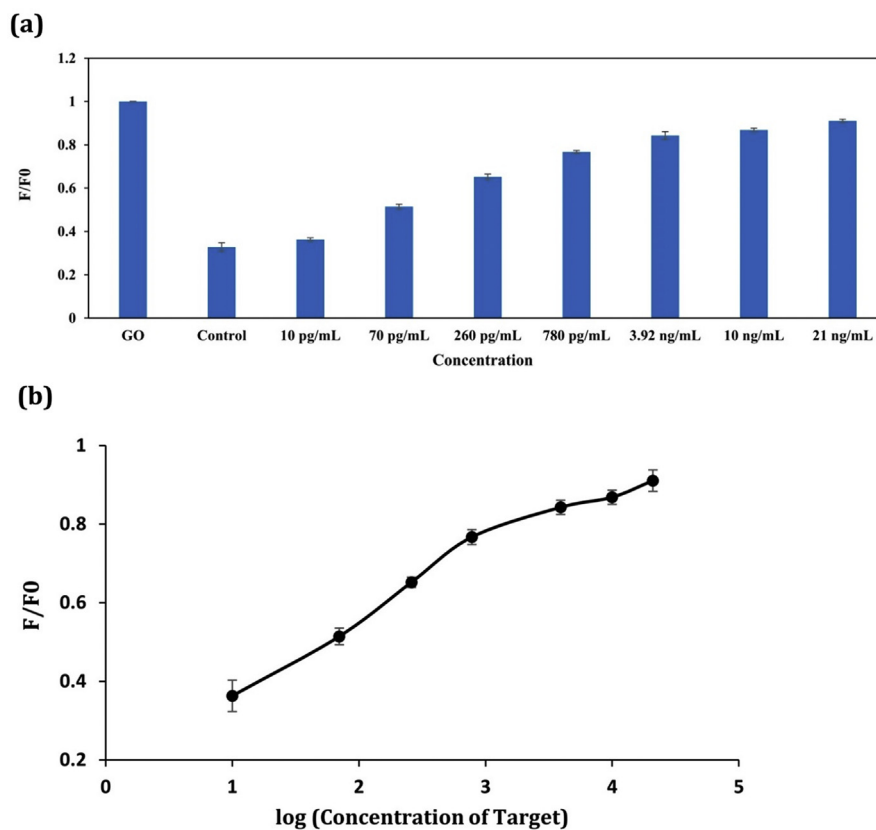 (a)
1.2
1
0.8
0.6
0.4
0.2
0
F/F0
GO Control 10 pg/mL 70 pg/mL 260 pg/mL 780 pg/mL 3.92 ng/mL 10 ng/mL 21 ng/mL
Concentration
(b)
1
0.8
0.6
0.4
0.2
F/F0
0 1 2 3 4 5
log (Concentration of Target)